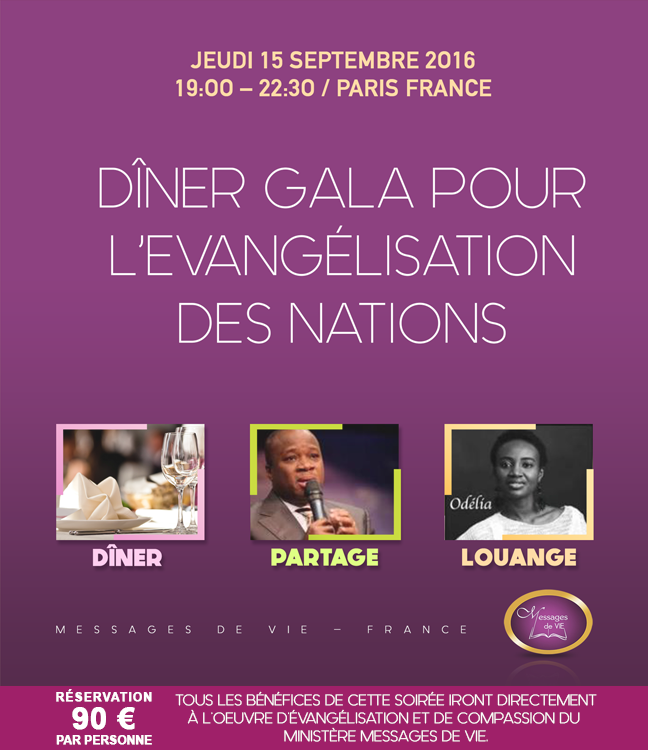 JEUDI 15 SEPTEMBRE 2016
19:00 – 22:30 / PARIS FRANCE
DÎNER GALA POUR
L'EVANGÉLISATION
DES NATIONS
Odélia
DÎNER
PARTAGE
LOUANGE
MESSAGES DE VIE – FRANCE
Messages
de VIE
RÉSERVATION
90 €
PAR PERSONNE
TOUS LES BÉNÉFICES DE CETTE SOIRÉE IRONT DIRECTEMENT
À L'OEUVRE D'ÉVANGÉLISATION ET DE COMPASSION DU
MINISTÈRE MESSAGES DE VIE.